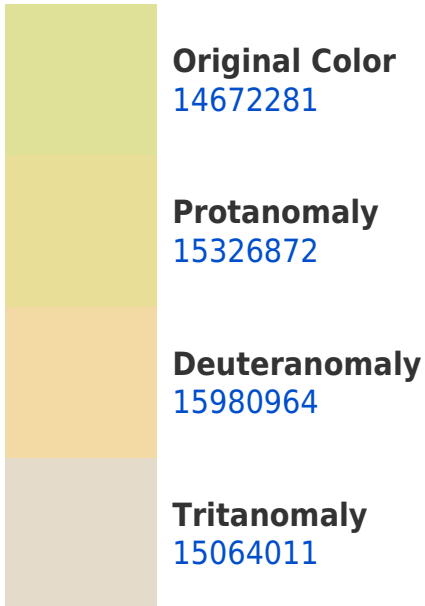 Original Color
14672281
Protanomaly
15326872
Deuteranomaly
15980964
Tritanomaly
15064011